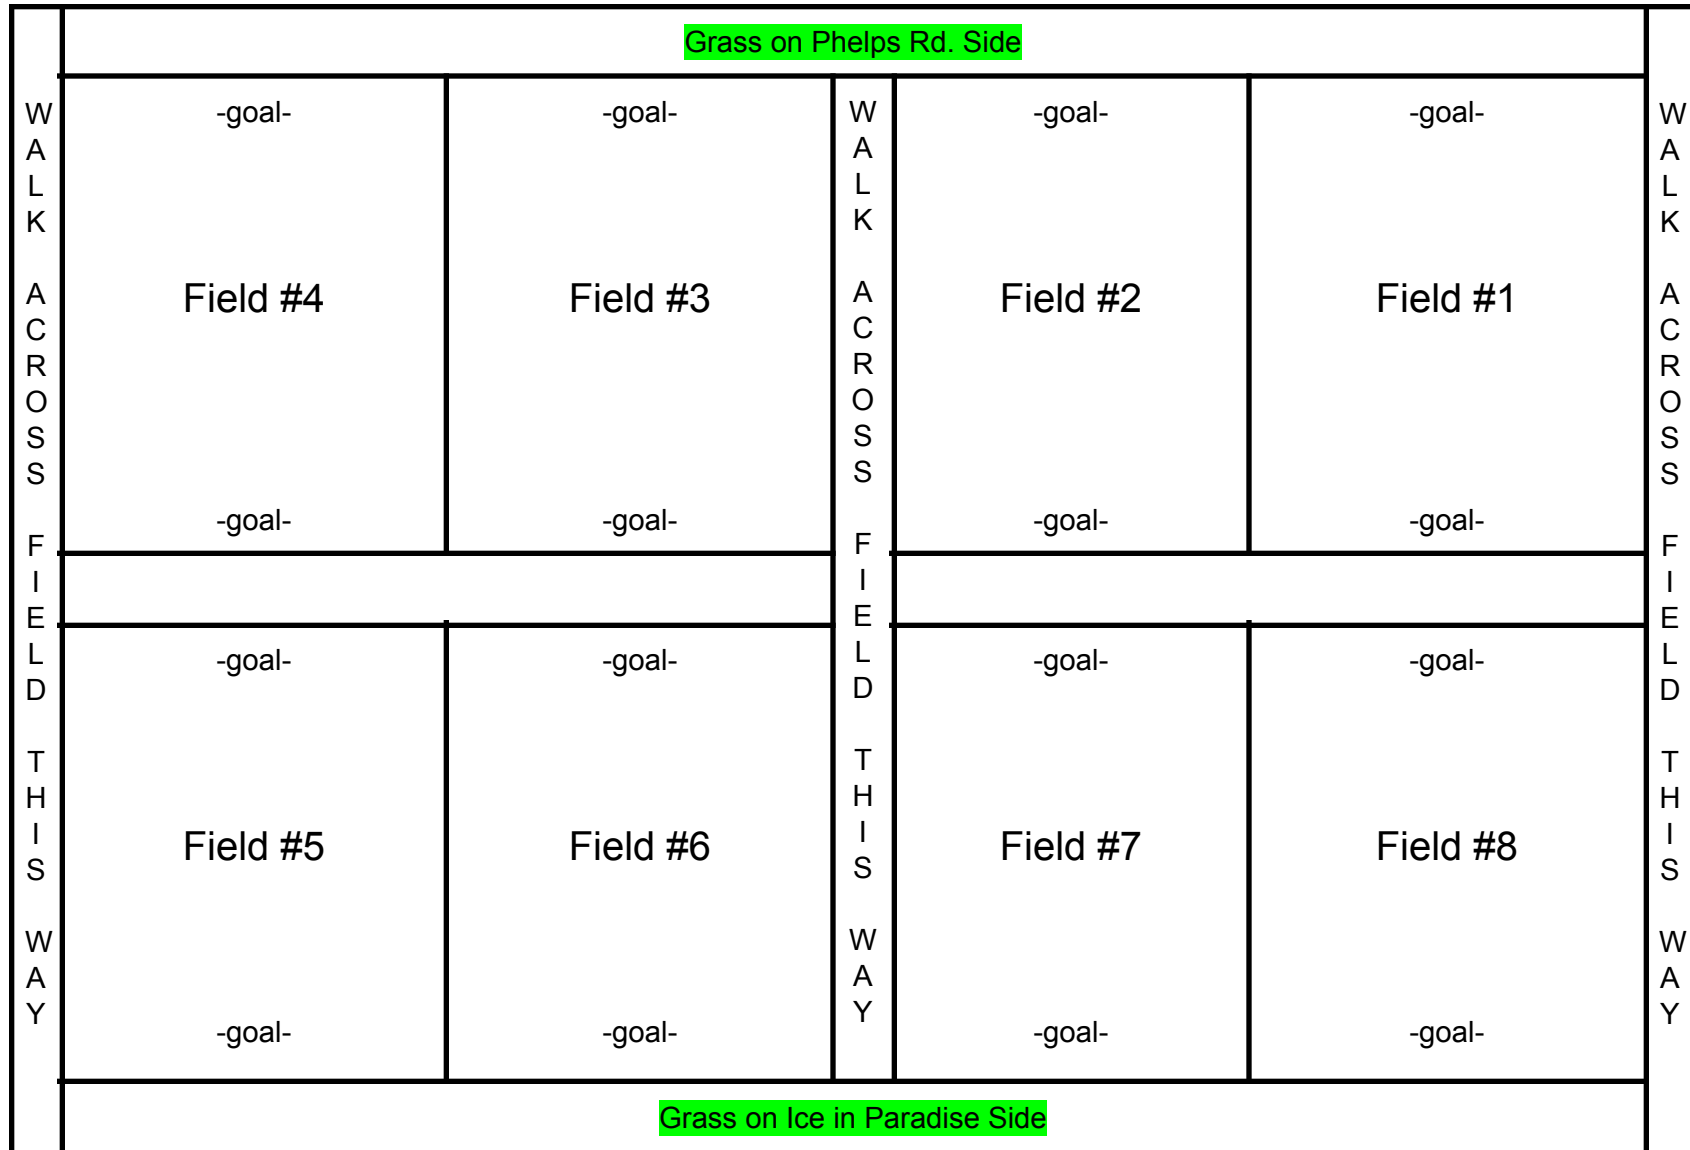 Grass on Phelps Rd. Side
WALK ACROSS FIELD THIS WAY
-goal- -goal-
WALK ACROSS FIELD THIS WAY
-goal- -goal-
WALK ACROSS FIELD THIS WAY
Field #4 Field #3 Field #2 Field #1
-goal- -goal- -goal- -goal-
-goal- -goal- -goal- -goal-
Field #5 Field #6 Field #7 Field #8
-goal- -goal- -goal- -goal-
Grass on Ice in Paradise Side